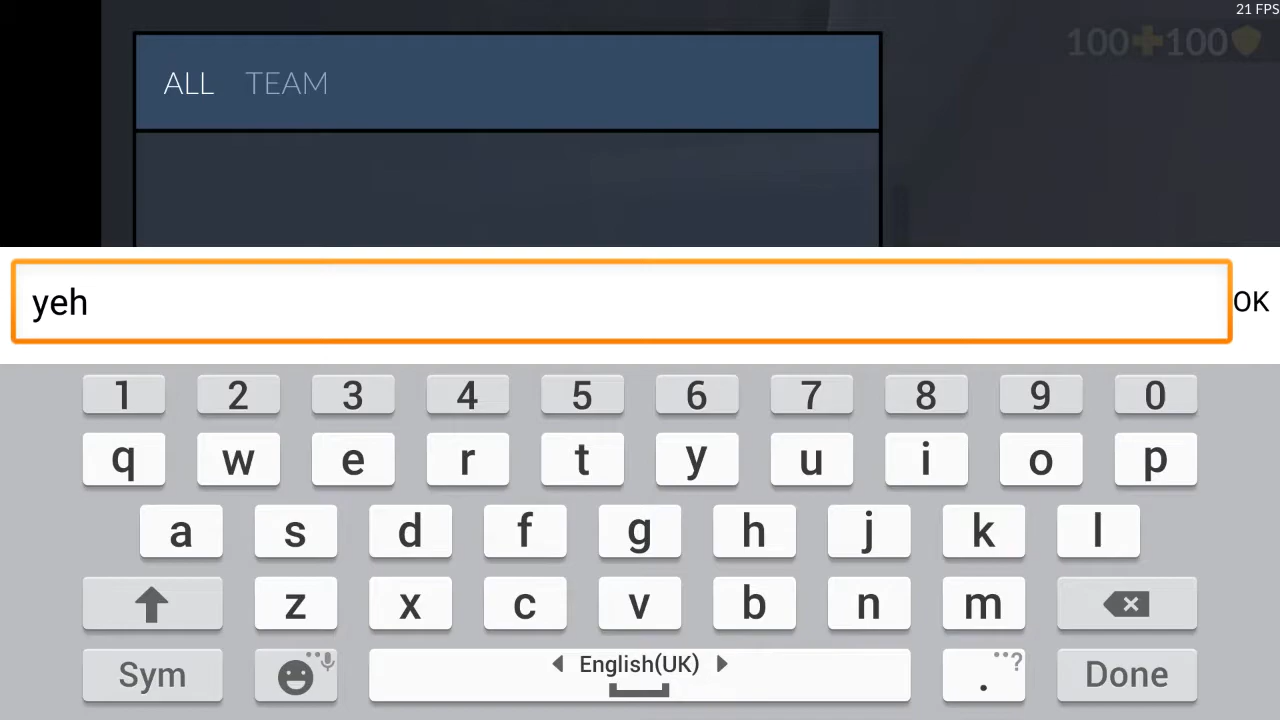 21 FPS
100 100
ALL TEAM
yeh
OK
1 2 3 4 5 6 7 8 9 0
q w e r t y u i o p
a s d f g h j k l
z x c v b n m
Sym English(UK) . ? Done